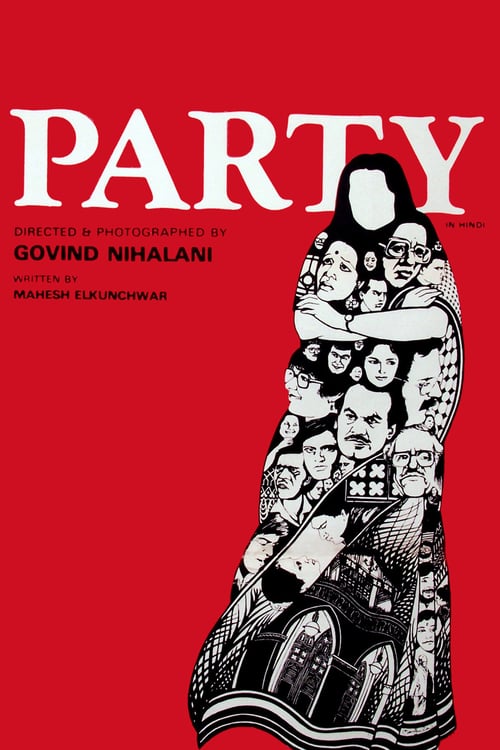 PARTY
IN HINDI
DIRECTED & PHOTOGRAPHED BY
GOVIND NIHALANI
WRITTEN BY
MAHESH ELKUNCHWAR